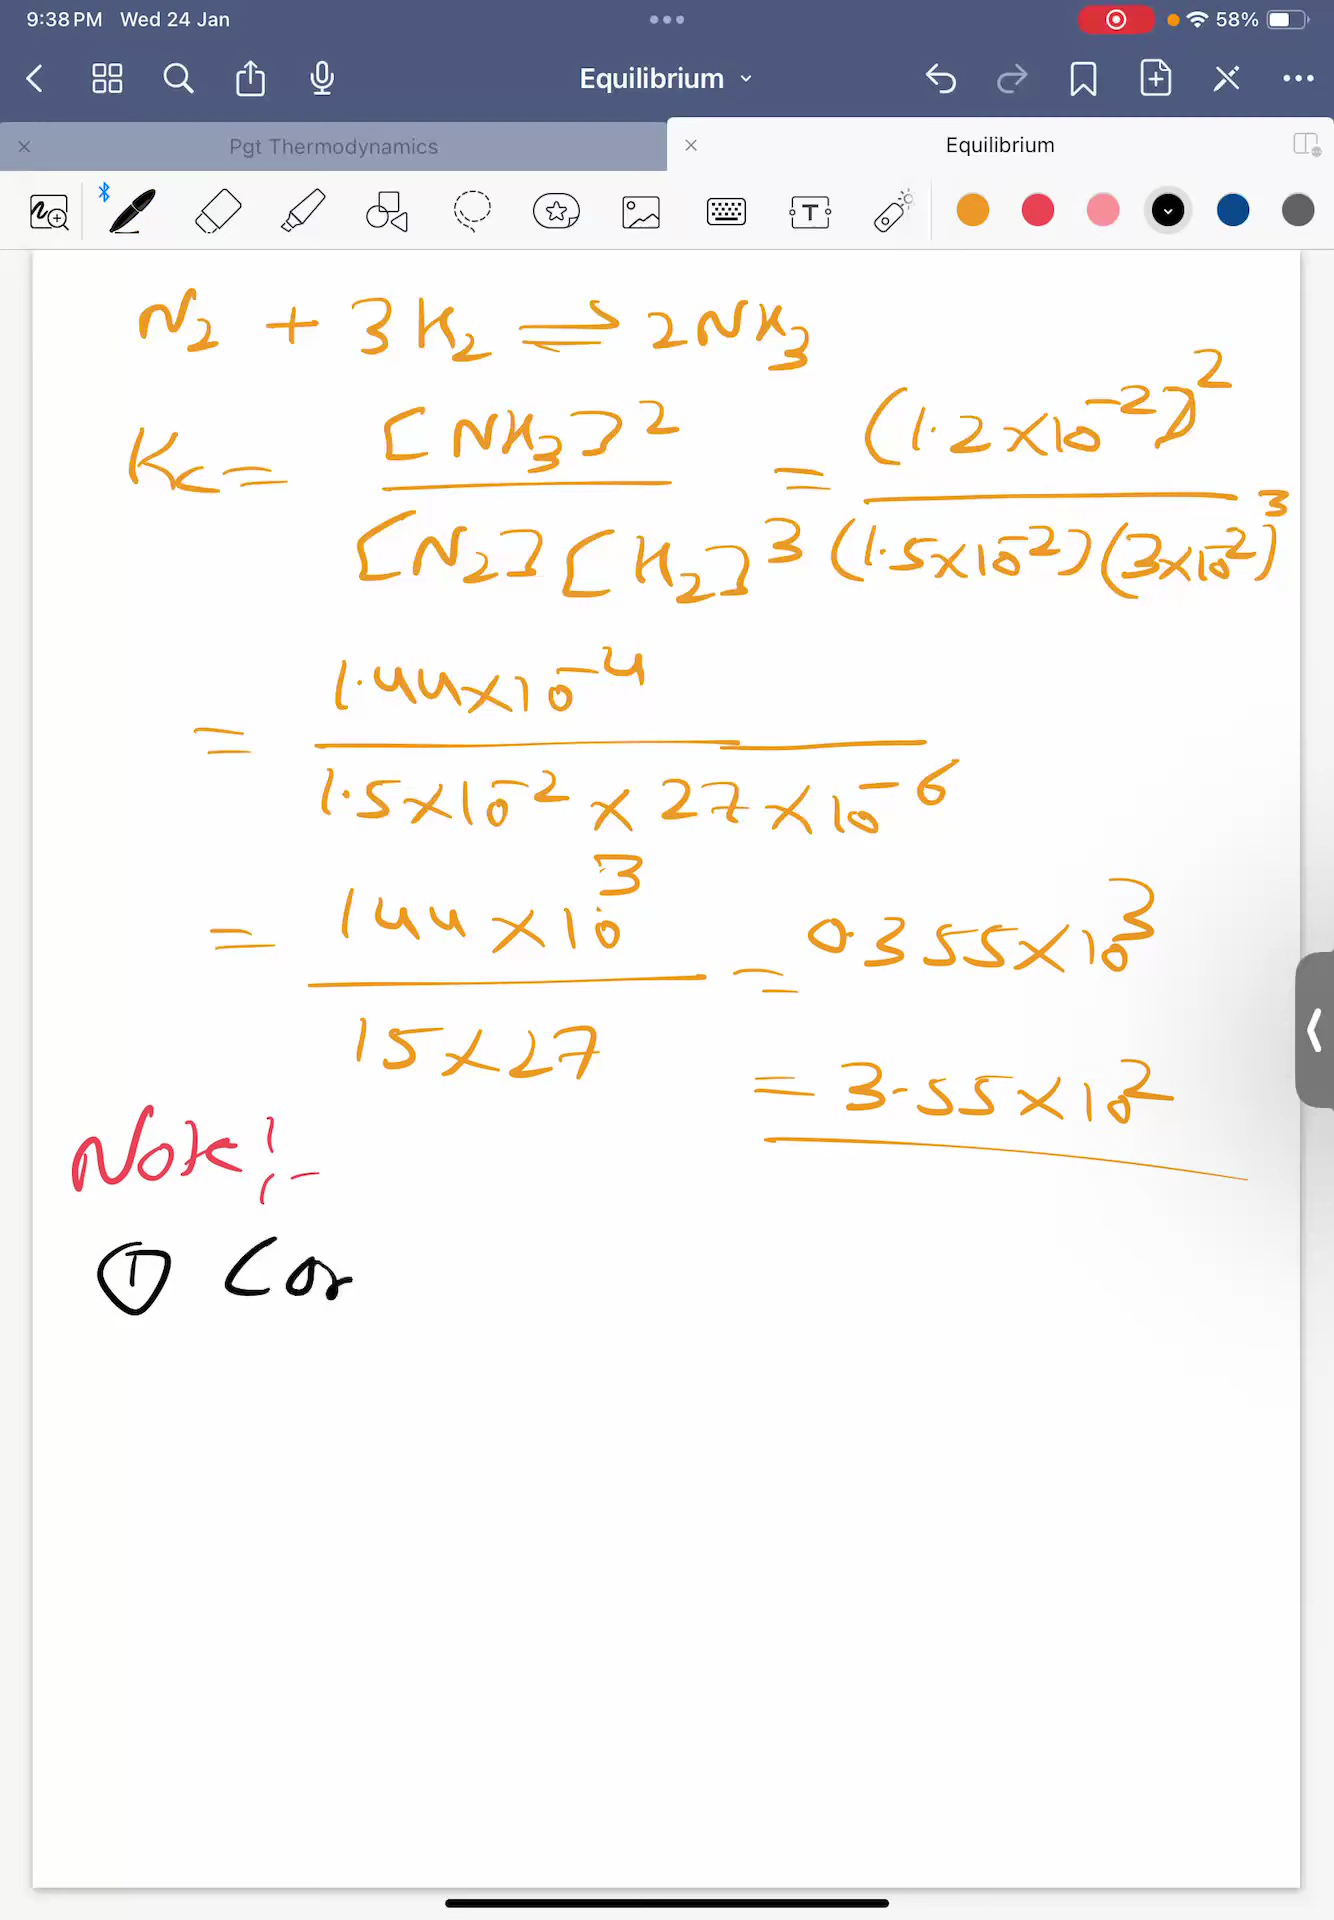 9:38 PM Wed 24 Jan 58%
Equilibrium
Pgt Thermodynamics Equilibrium
T
N₂ + 3H₂ ⇌ 2NH₃
Kc = [NH₃]² / [N₂][H₂]³ = (1.2×10⁻²)² / (1.5×10⁻²)(3×10⁻²)³
= 1.44×10⁻⁴ / 1.5×10⁻² × 27×10⁻⁶
= 144×10³ / 15×27 = 0.355×10³
= 3.55×10²
Note:-
① Con